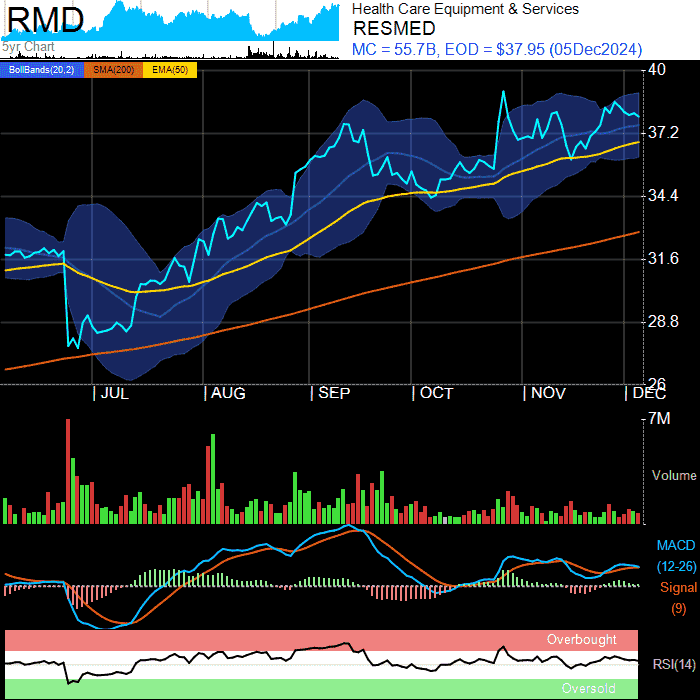 RMD
5yr Chart
Health Care Equipment & Services
RESMED
MC = 55.7B, EOD = $37.95 (05Dec2024)
BollBands(20,2) SMA(200) EMA(50)
40
37.2
34.4
31.6
28.8
26
JUL AUG SEP OCT NOV DEC
7M
Volume
MACD
(12-26)
Signal
(9)
Overbought
RSI(14)
Oversold